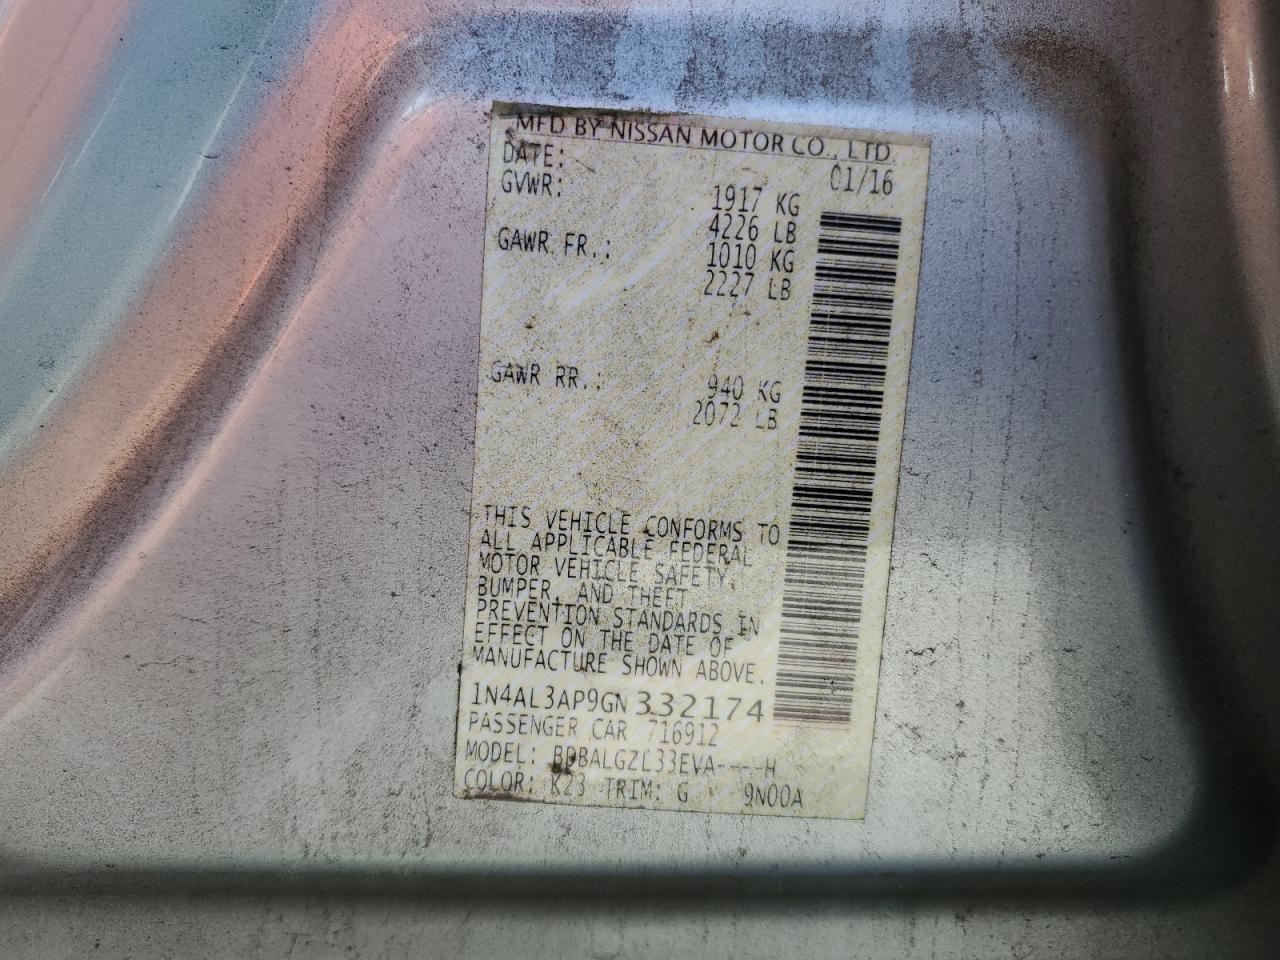 MFD BY NISSAN MOTOR CO., LTD.
DATE: 01/16
GVWR: 1917 KG
4226 LB
GAWR FR.: 1010 KG
2227 LB
GAWR RR.: 940 KG
2072 LB
THIS VEHICLE CONFORMS TO
ALL APPLICABLE FEDERAL
MOTOR VEHICLE SAFETY,
BUMPER, AND THEFT
PREVENTION STANDARDS IN
EFFECT ON THE DATE OF
MANUFACTURE SHOWN ABOVE.
1N4AL3AP9GN332174
PASSENGER CAR 716912
MODEL: BDBALGZL33EVA----H
COLOR: K23 TRIM: G 9N00A